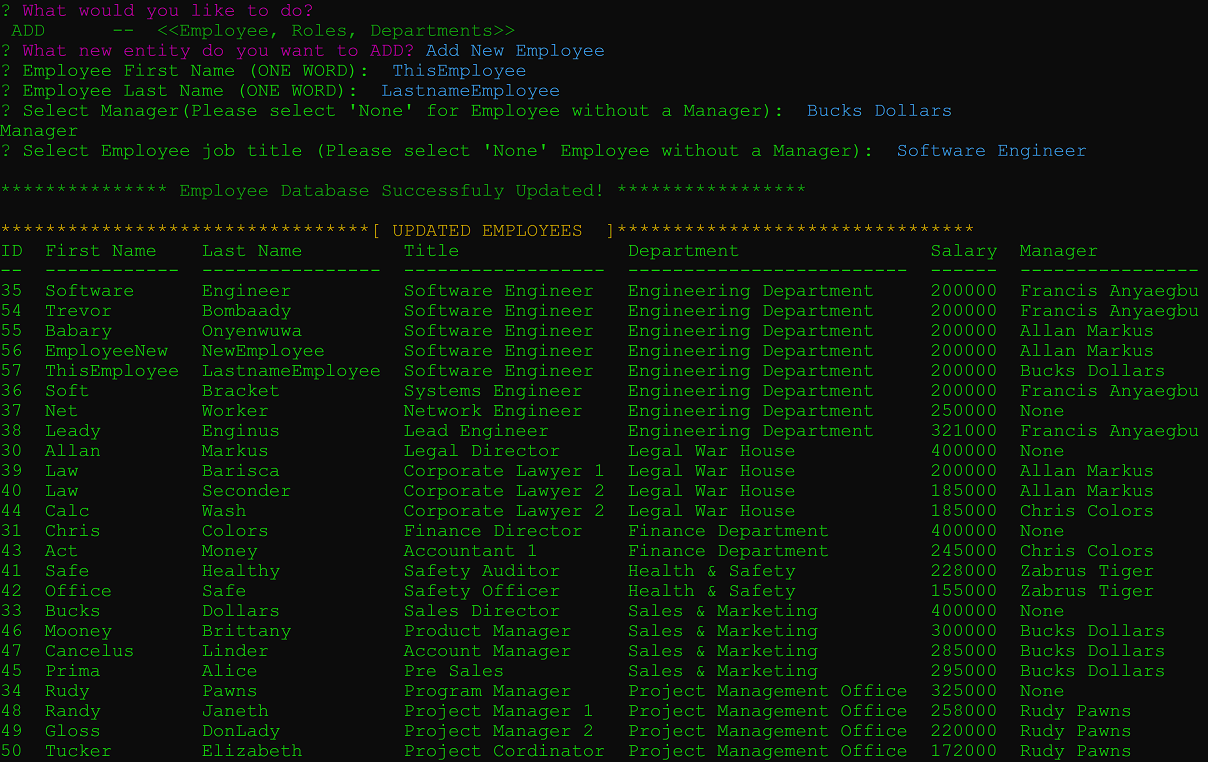 ? What would you like to do?
ADD      --  <<Employee, Roles, Departments>>
? What new entity do you want to ADD? Add New Employee
? Employee First Name (ONE WORD):  ThisEmployee
? Employee Last Name (ONE WORD):  LastnameEmployee
? Select Manager(Please select 'None' for Employee without a Manager):  Bucks Dollars
Manager
? Select Employee job title (Please select 'None' Employee without a Manager):  Software Engineer
*************** Employee Database Successfuly Updated! *****************
*********************************[ UPDATED EMPLOYEES  ]********************************
ID  First Name    Last Name         Title               Department                 Salary  Manager
--  ------------  ----------------  ------------------  -------------------------  ------  ----------------
35  Software      Engineer          Software Engineer   Engineering Department     200000  Francis Anyaegbu
54  Trevor        Bombaady          Software Engineer   Engineering Department     200000  Francis Anyaegbu
55  Babary        Onyenwuwa         Software Engineer   Engineering Department     200000  Allan Markus
56  EmployeeNew   NewEmployee       Software Engineer   Engineering Department     200000  Allan Markus
57  ThisEmployee  LastnameEmployee  Software Engineer   Engineering Department     200000  Bucks Dollars
36  Soft          Bracket           Systems Engineer    Engineering Department     200000  Francis Anyaegbu
37  Net           Worker            Network Engineer    Engineering Department     250000  None
38  Leady         Enginus           Lead Engineer       Engineering Department     321000  Francis Anyaegbu
30  Allan         Markus            Legal Director      Legal War House            400000  None
39  Law           Barisca           Corporate Lawyer 1  Legal War House            200000  Allan Markus
40  Law           Seconder          Corporate Lawyer 2  Legal War House            185000  Allan Markus
44  Calc          Wash              Corporate Lawyer 2  Legal War House            185000  Chris Colors
31  Chris         Colors            Finance Director    Finance Department         400000  None
43  Act           Money             Accountant 1        Finance Department         245000  Chris Colors
41  Safe          Healthy           Safety Auditor      Health & Safety            228000  Zabrus Tiger
42  Office        Safe              Safety Officer      Health & Safety            155000  Zabrus Tiger
33  Bucks         Dollars           Sales Director      Sales & Marketing          400000  None
46  Mooney        Brittany          Product Manager     Sales & Marketing          300000  Bucks Dollars
47  Cancelus      Linder            Account Manager     Sales & Marketing          285000  Bucks Dollars
45  Prima         Alice             Pre Sales           Sales & Marketing          295000  Bucks Dollars
34  Rudy          Pawns             Program Manager     Project Management Office  325000  None
48  Randy         Janeth            Project Manager 1   Project Management Office  258000  Rudy Pawns
49  Gloss         DonLady           Project Manager 2   Project Management Office  220000  Rudy Pawns
50  Tucker        Elizabeth         Project Cordinator  Project Management Office  172000  Rudy Pawns